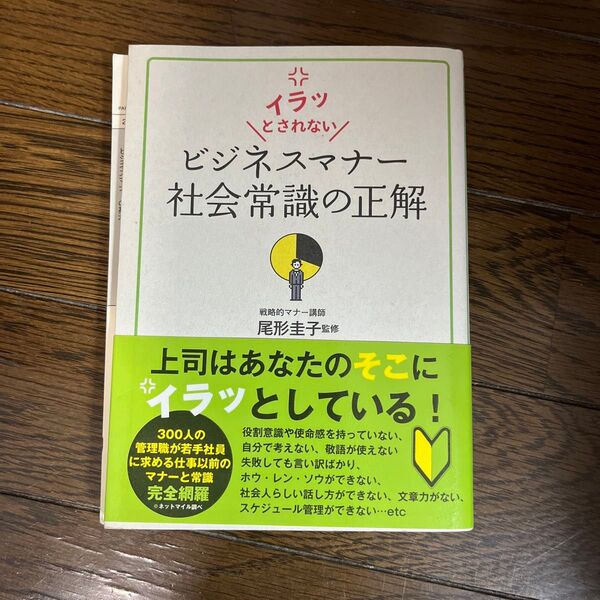 イラッ
とされない
ビジネスマナー
社会常識の正解
戦略的マナー講師
尾形圭子監修
上司はあなたのそこに
イラッとしている！
300人の
管理職が若手社員
に求める仕事以前の
マナーと常識
完全網羅
※ネットマイル調べ
役割意識や使命感を持っていない、
自分で考えない、敬語が使えない
失敗しても言い訳ばかり、
ホウ・レン・ソウができない、
社会人らしい話し方ができない、文章力がない、
スケジュール管理ができない…etc